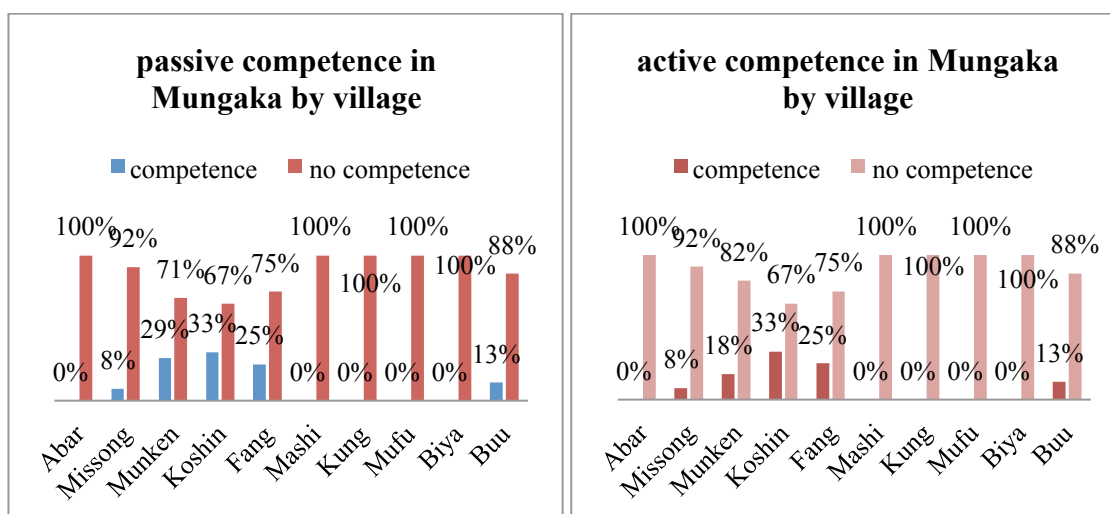 passive competence in
Mungaka by village
competence no competence
100% 92% 71% 67% 75% 100% 100% 100% 100% 88%
0% 8% 29% 33% 25% 0% 0% 0% 0% 13%
Abar Missong Munken Koshin Fang Mashi Kung Mufu Biya Buu
active competence in Mungaka
by village
competence no competence
100% 92% 82% 67% 75% 100% 100% 100% 100% 88%
0% 8% 18% 33% 25% 0% 0% 0% 0% 13%
Abar Missong Munken Koshin Fang Mashi Kung Mufu Biya Buu